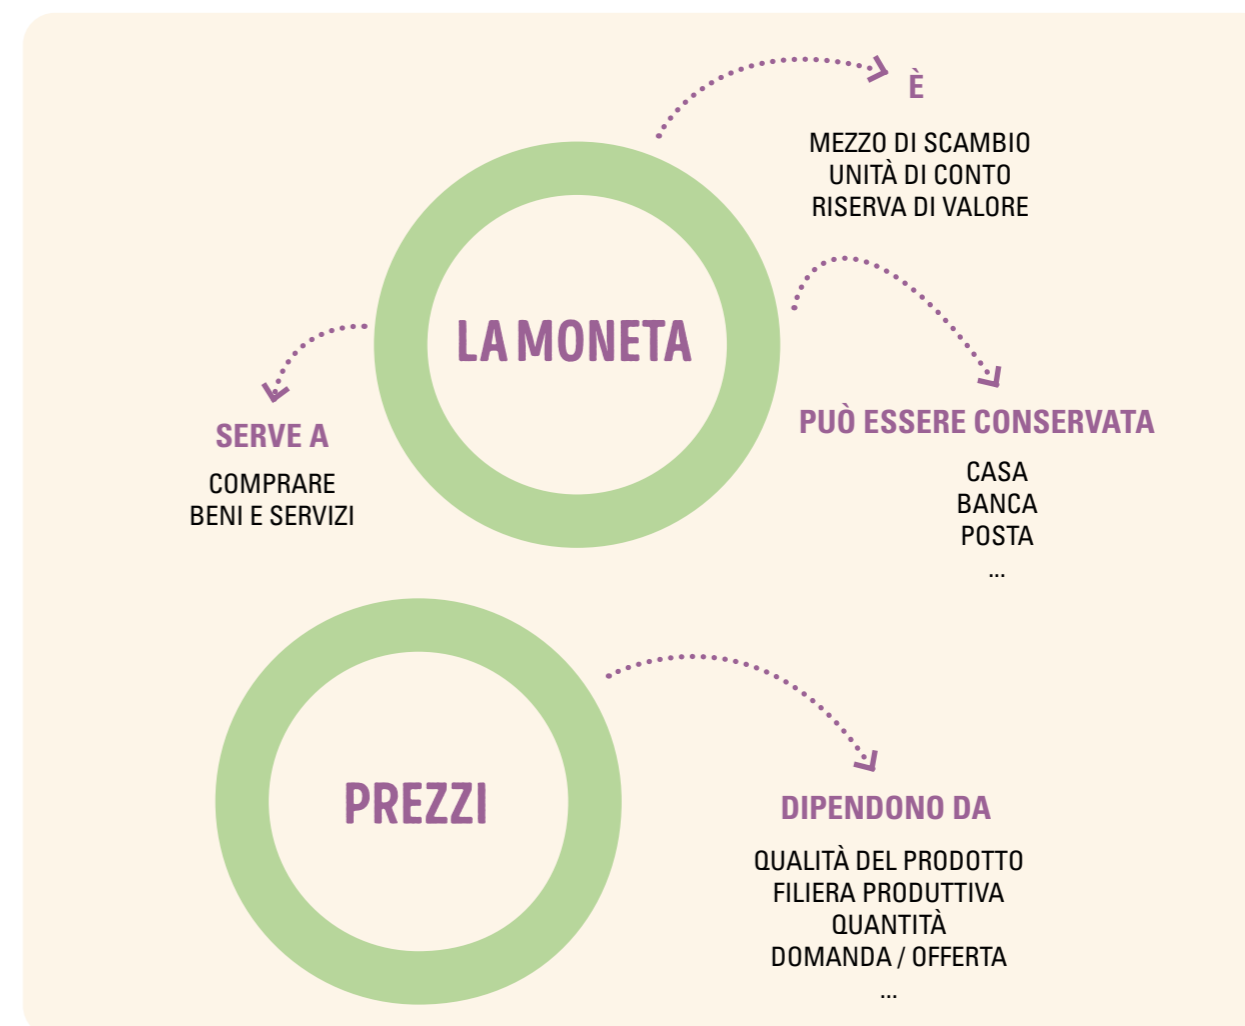 È
MEZZO DI SCAMBIO
UNITÀ DI CONTO
RISERVA DI VALORE
LA MONETA
SERVE A
COMPRARE
BENI E SERVIZI
PUÒ ESSERE CONSERVATA
CASA
BANCA
POSTA
...
PREZZI
DIPENDONO DA
QUALITÀ DEL PRODOTTO
FILIERA PRODUTTIVA
QUANTITÀ
DOMANDA / OFFERTA
...